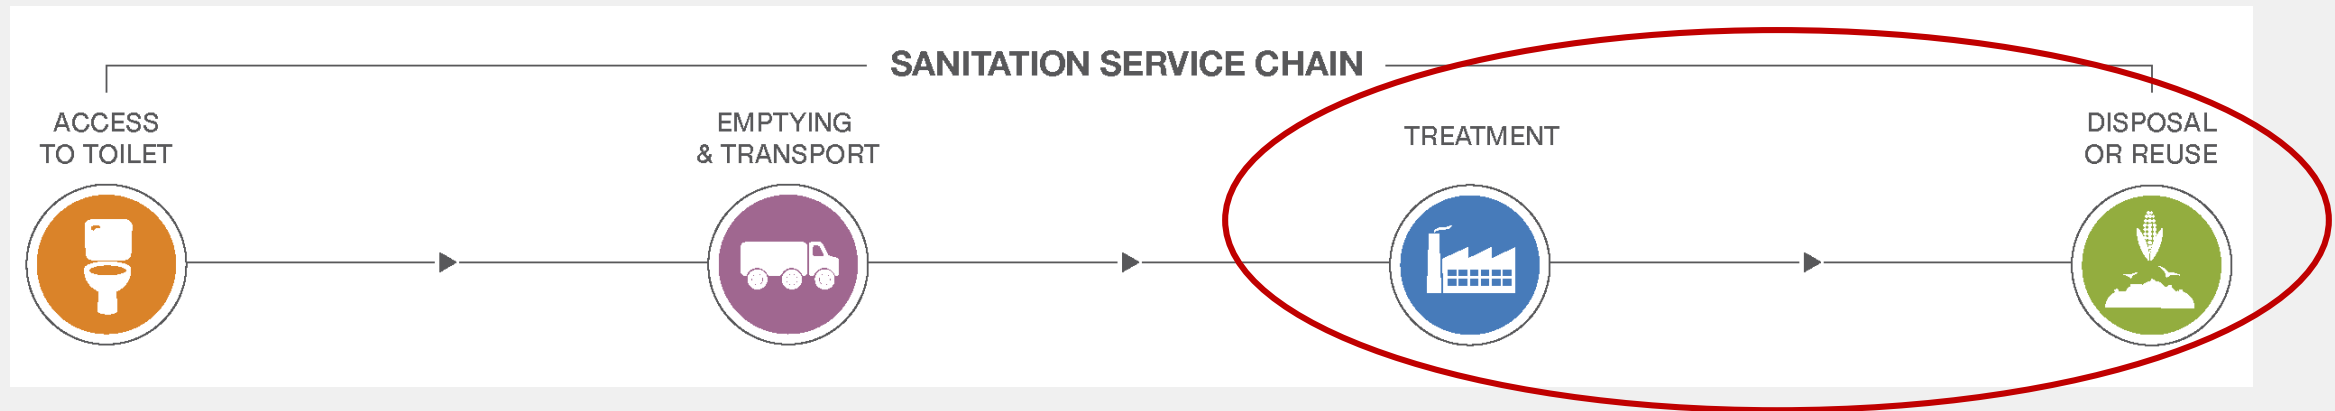 SANITATION SERVICE CHAIN
ACCESS
TO TOILET
EMPTYING
& TRANSPORT
TREATMENT
DISPOSAL
OR REUSE